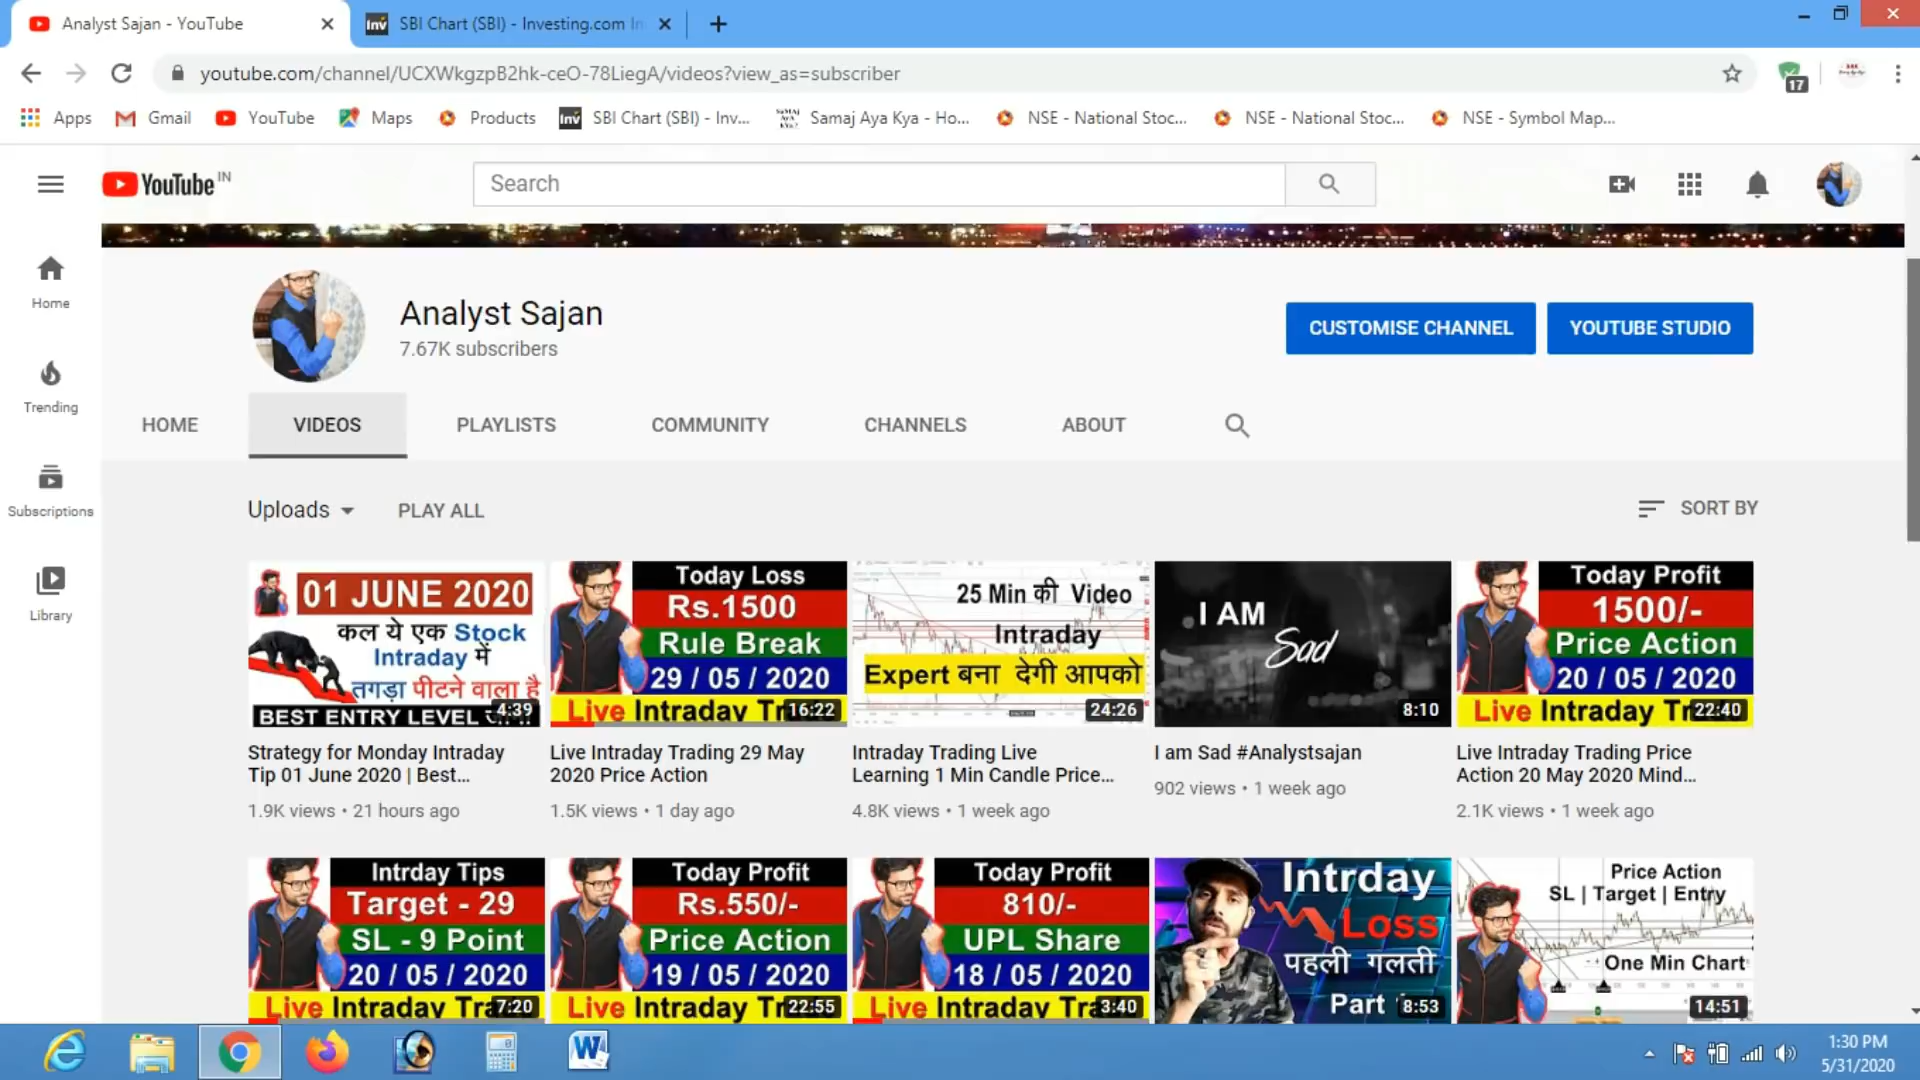 Analyst Sajan - YouTube
SBI Chart (SBI) - Investing.com In
youtube.com/channel/UCXWkgzpB2hk-ceO-78LiegA/videos?view_as=subscriber
17
Apps
Gmail
YouTube
Maps
Products
SBI Chart (SBI) - Inv...
Samaj Aya Kya - Ho...
NSE - National Stoc...
NSE - National Stoc...
NSE - Symbol Map...
YouTube IN
Search
Home
Trending
Subscriptions
Library
Analyst Sajan
7.67K subscribers
CUSTOMISE CHANNEL
YOUTUBE STUDIO
HOME
VIDEOS
PLAYLISTS
COMMUNITY
CHANNELS
ABOUT
Uploads
PLAY ALL
SORT BY
01 JUNE 2020
कल ये एक Stock
Intraday में
तगड़ा पीटने वाला है
BEST ENTRY LEVEL
4:39
Strategy for Monday Intraday
Tip 01 June 2020 | Best...
1.9K views • 21 hours ago
Today Loss
Rs.1500
Rule Break
29 / 05 / 2020
Live Intraday Tr
16:22
Live Intraday Trading 29 May
2020 Price Action
1.5K views • 1 day ago
25 Min की Video
Intraday
Expert बना देगी आपको
24:26
Intraday Trading Live
Learning 1 Min Candle Price...
4.8K views • 1 week ago
I AM
Sad
8:10
I am Sad #Analystsajan
902 views • 1 week ago
Today Profit
1500/-
Price Action
20 / 05 / 2020
Live Intraday Tr
22:40
Live Intraday Trading Price
Action 20 May 2020 Mind...
2.1K views • 1 week ago
Intrday Tips
Target - 29
SL - 9 Point
20 / 05 / 2020
Live Intraday Tra
7:20
Today Profit
Rs.550/-
Price Action
19 / 05 / 2020
Live Intraday Tr
22:55
Today Profit
810/-
UPL Share
18 / 05 / 2020
Live Intraday Tra
3:40
Intrday
Loss
पहली गलती
Part
8:53
Price Action
SL | Target | Entry
One Min Chart
14:51
1:30 PM
5/31/2020